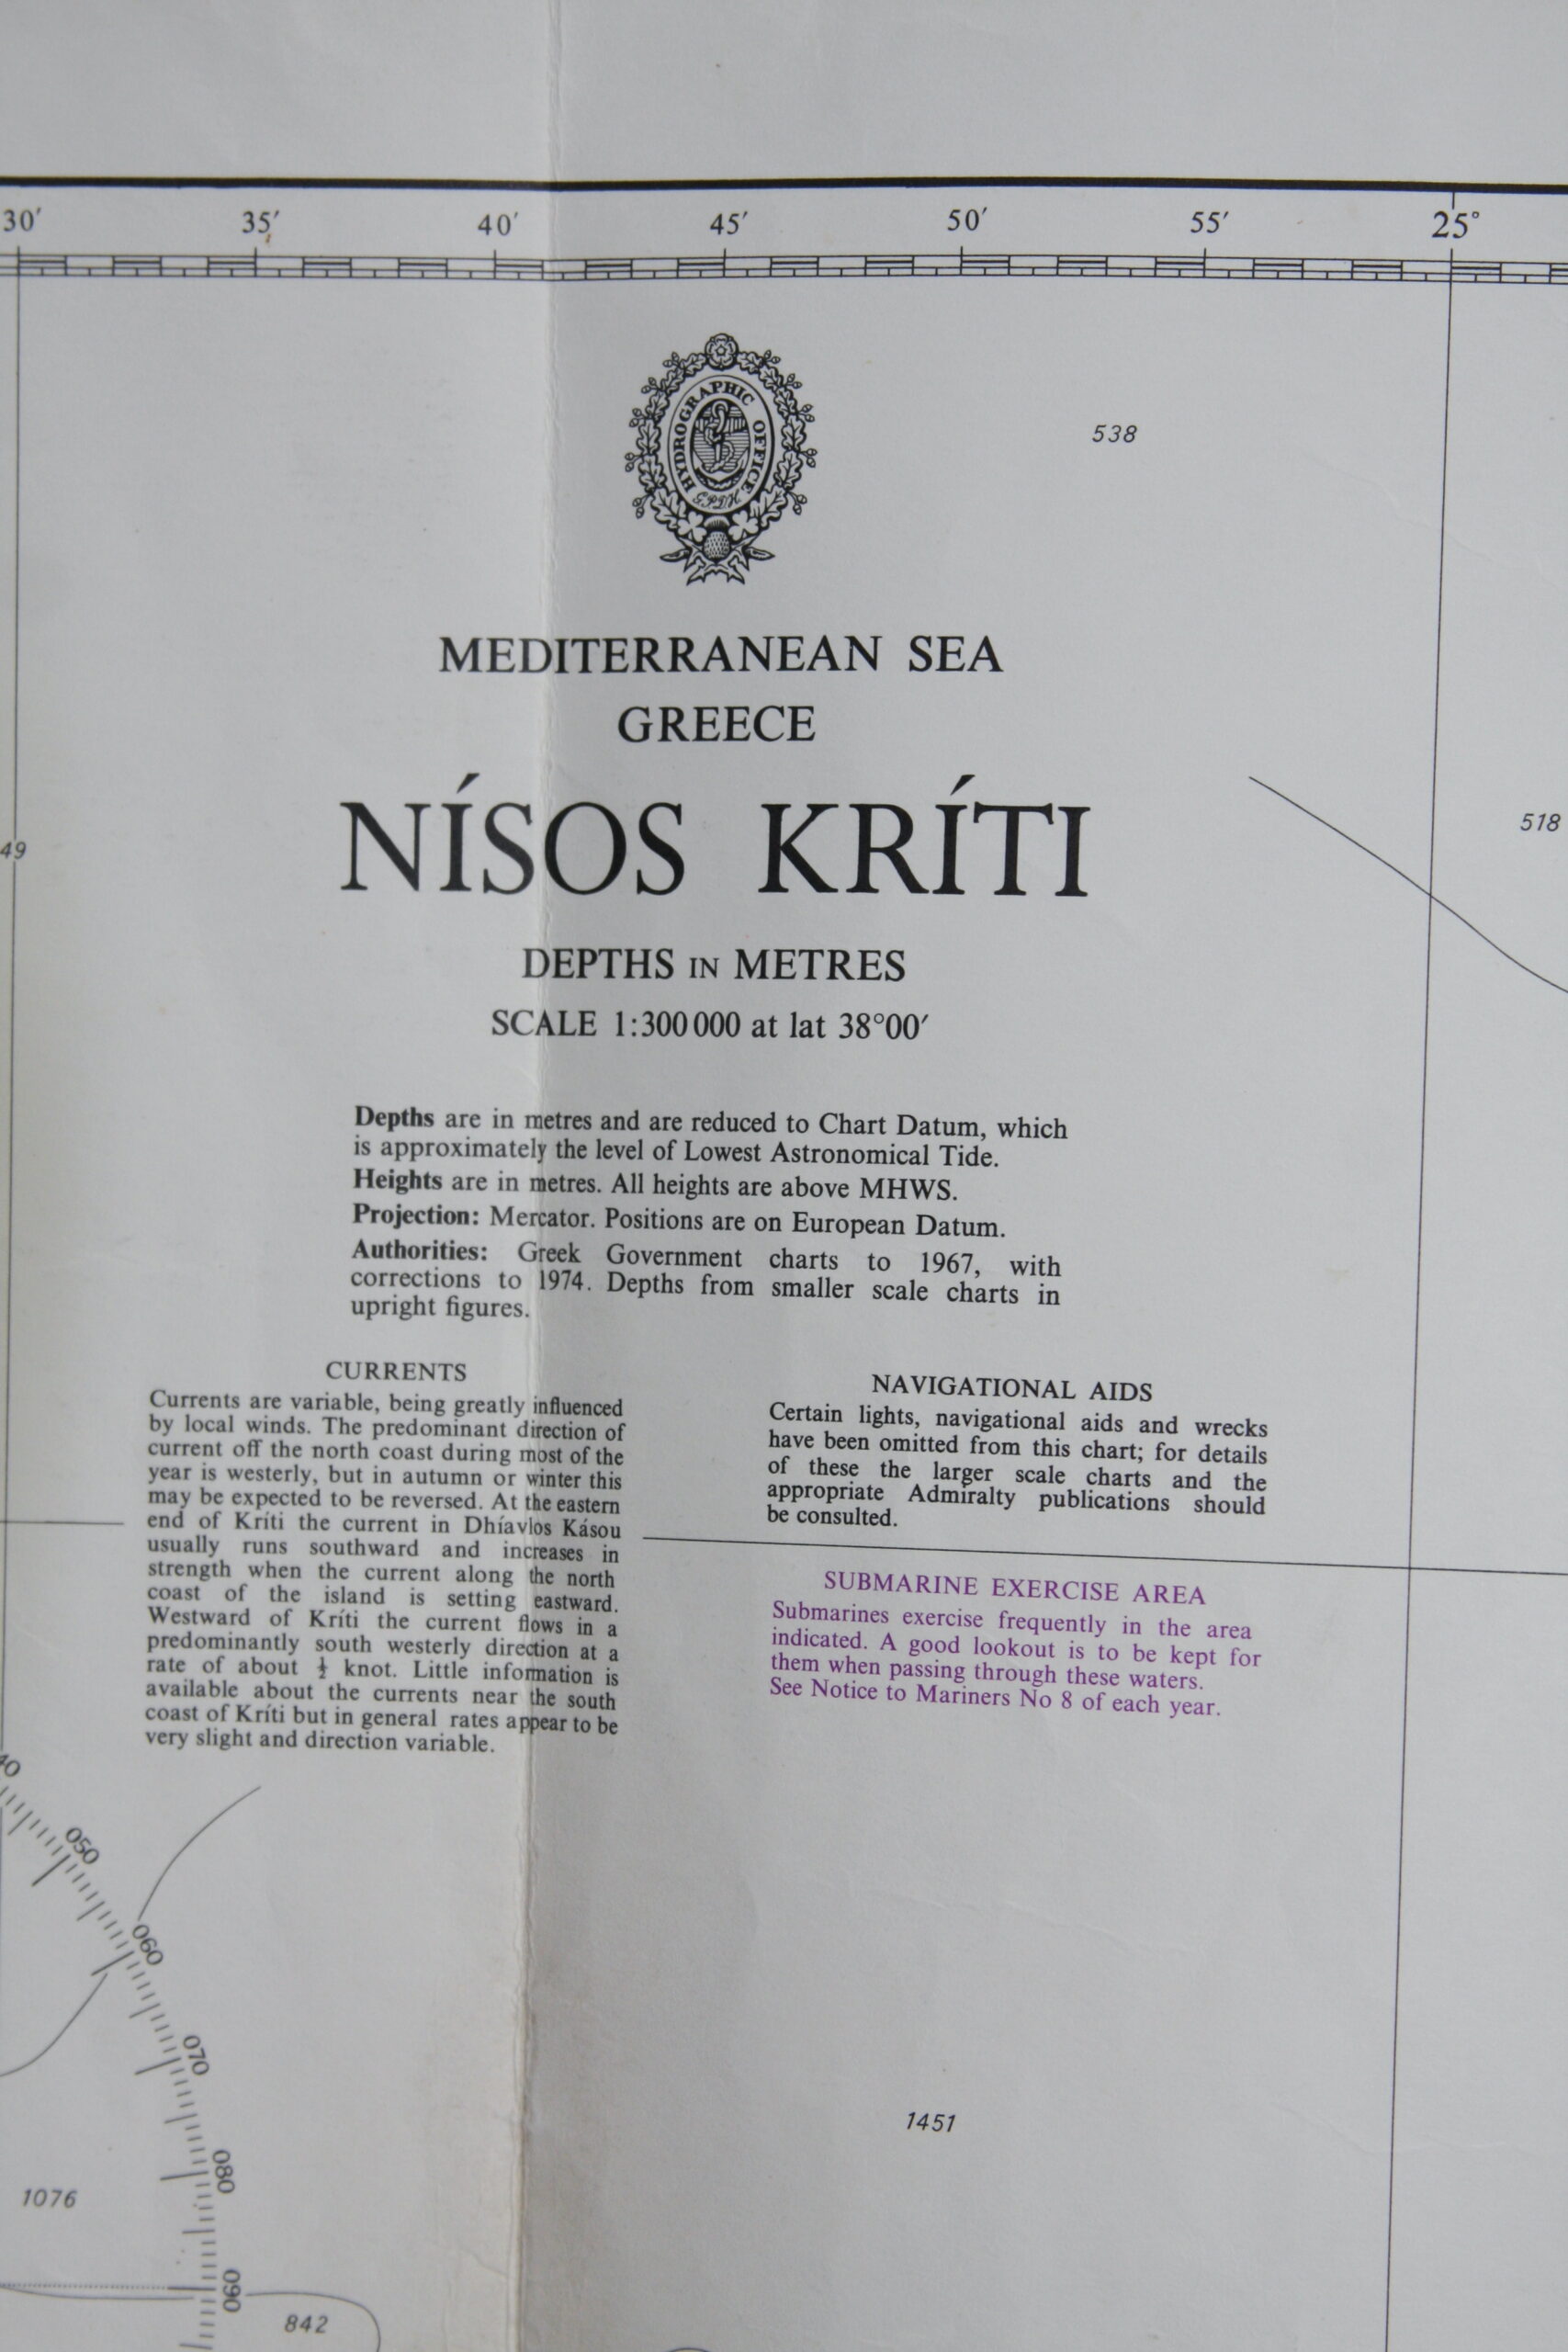 30′ 35′ 40′ 45′ 50′ 55′ 25°
HYDROGRAPHIC OFFICE
538
MEDITERRANEAN SEA
GREECE
NÍSOS KRÍTI
518
49
DEPTHS IN METRES
SCALE 1:300 000 at lat 38°00′
Depths are in metres and are reduced to Chart Datum, which
is approximately the level of Lowest Astronomical Tide.
Heights are in metres. All heights are above MHWS.
Projection: Mercator. Positions are on European Datum.
Authorities: Greek Government charts to 1967, with
corrections to 1974. Depths from smaller scale charts in
upright figures.
CURRENTS
Currents are variable, being greatly influenced
by local winds. The predominant direction of
current off the north coast during most of the
year is westerly, but in autumn or winter this
may be expected to be reversed. At the eastern
end of Kríti the current in Dhíavlos Kásou
usually runs southward and increases in
strength when the current along the north
coast of the island is setting eastward.
Westward of Kríti the current flows in a
predominantly south westerly direction at a
rate of about ½ knot. Little information is
available about the currents near the south
coast of Kríti but in general rates appear to be
very slight and direction variable.
NAVIGATIONAL AIDS
Certain lights, navigational aids and wrecks
have been omitted from this chart; for details
of these the larger scale charts and the
appropriate Admiralty publications should
be consulted.
SUBMARINE EXERCISE AREA
Submarines exercise frequently in the area
indicated. A good lookout is to be kept for
them when passing through these waters.
See Notice to Mariners No 8 of each year.
40
050
060
070
080
090
1451
1076
842